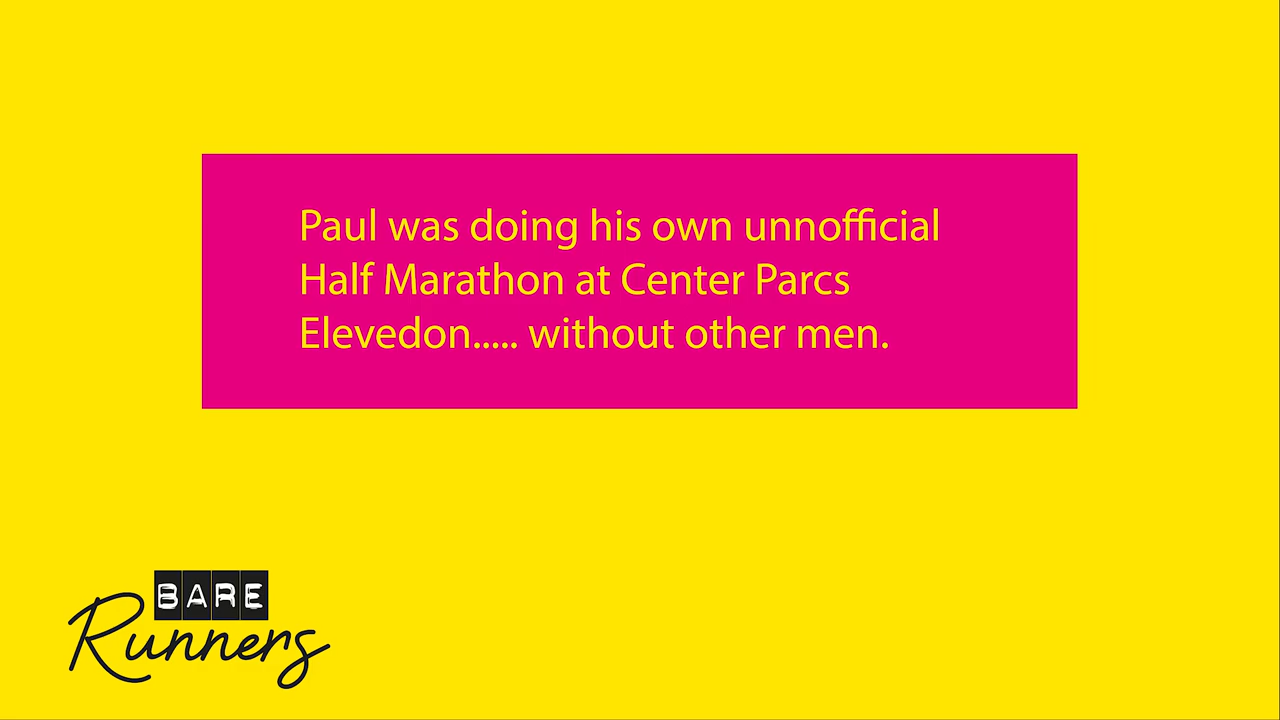 Paul was doing his own unnofficial
Half Marathon at Center Parcs
Elevedon..... without other men.
BARE
Runners